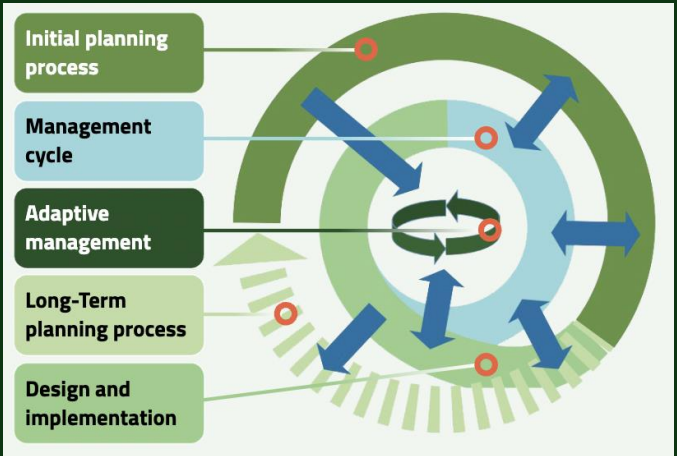 Initial planning
process
Management
cycle
Adaptive
management
Long-Term
planning process
Design and
implementation